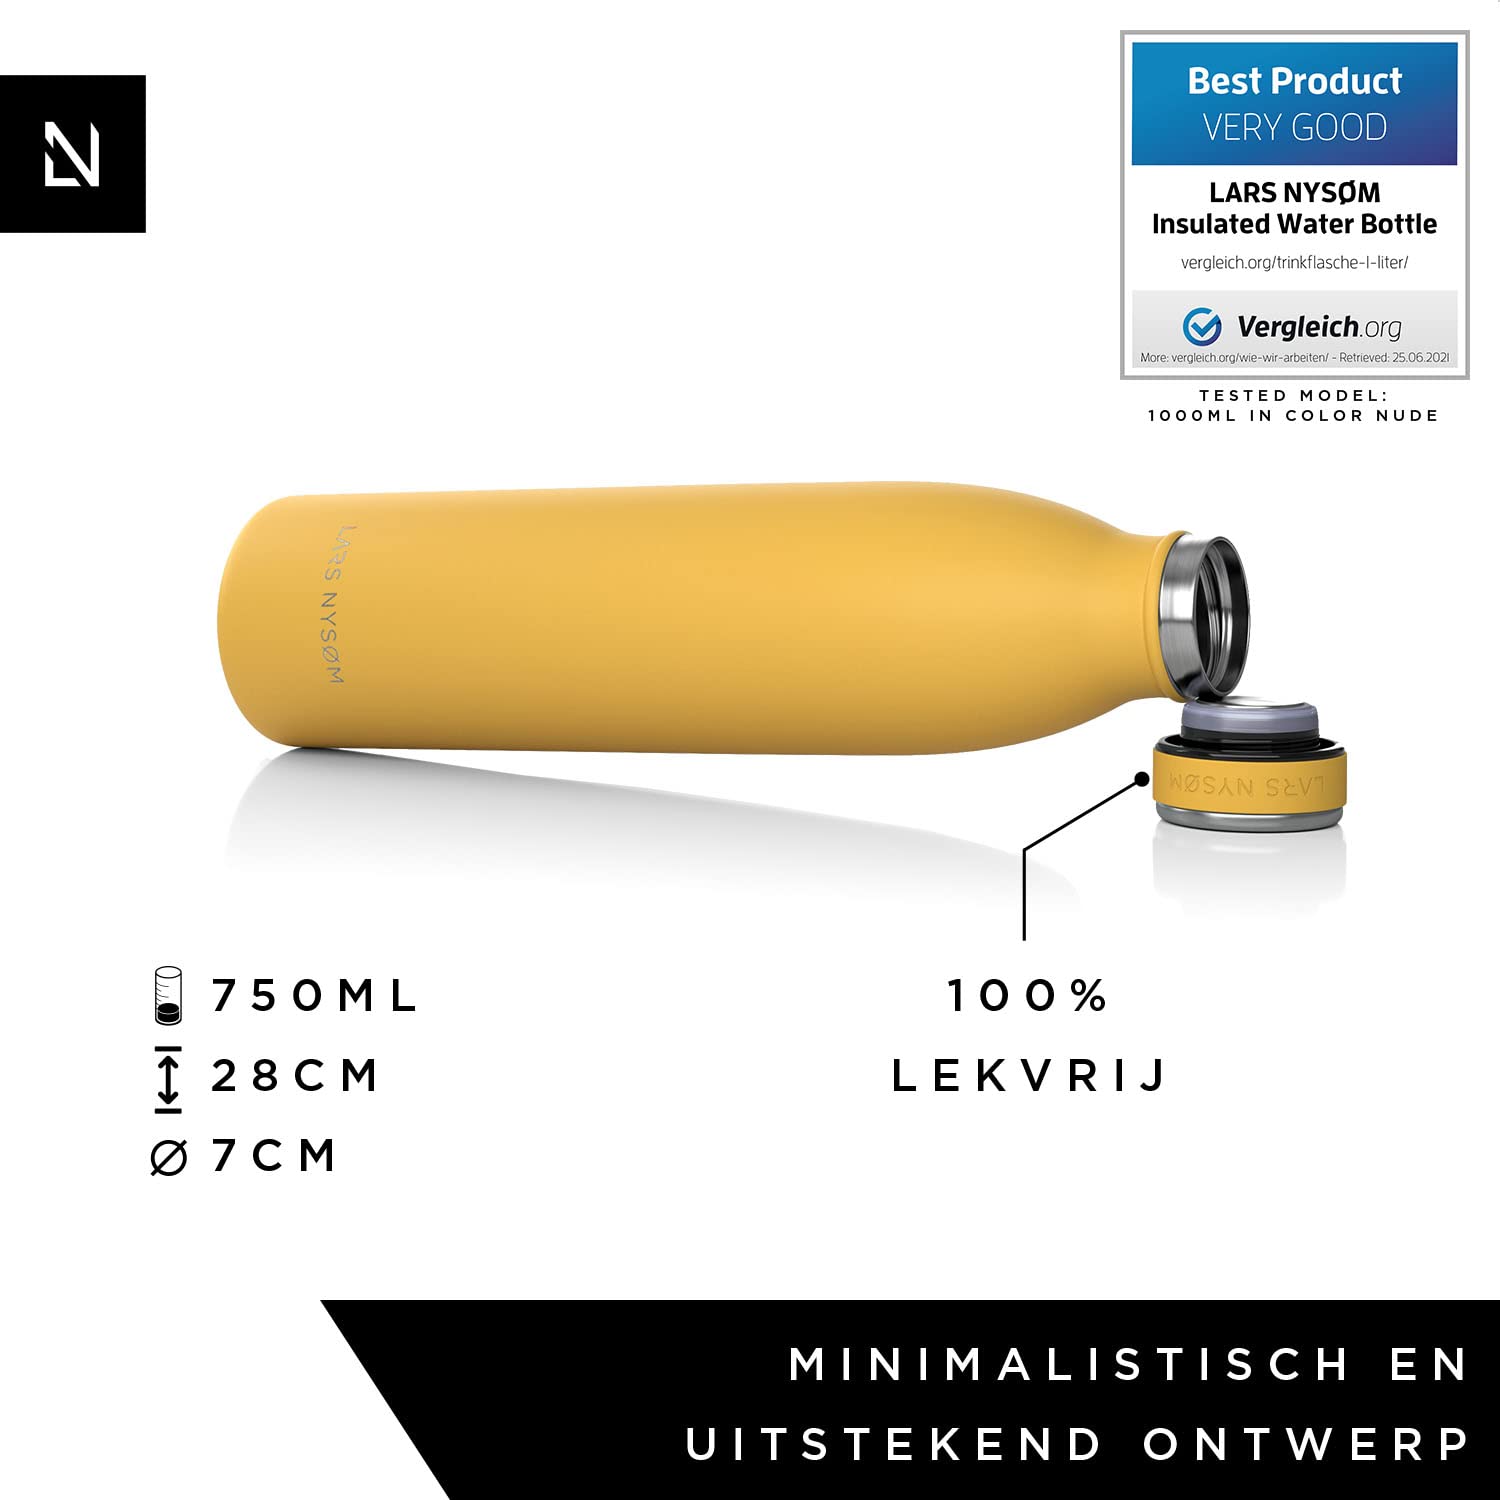 Best Product
VERY GOOD
LARS NYSØM
Insulated Water Bottle
vergleich.org/trinkflasche-1-liter/
Vergleich.org
More: vergleich.org/wie-wir-arbeiten/ - Retrieved: 25.06.2021
TESTED MODEL:
1000ML IN COLOR NUDE
LARS NYSØM
LARS NYSØM
750ML
28CM
Ø 7CM
100%
LEKVRIJ
MINIMALISTISCH EN
UITSTEKEND ONTWERP